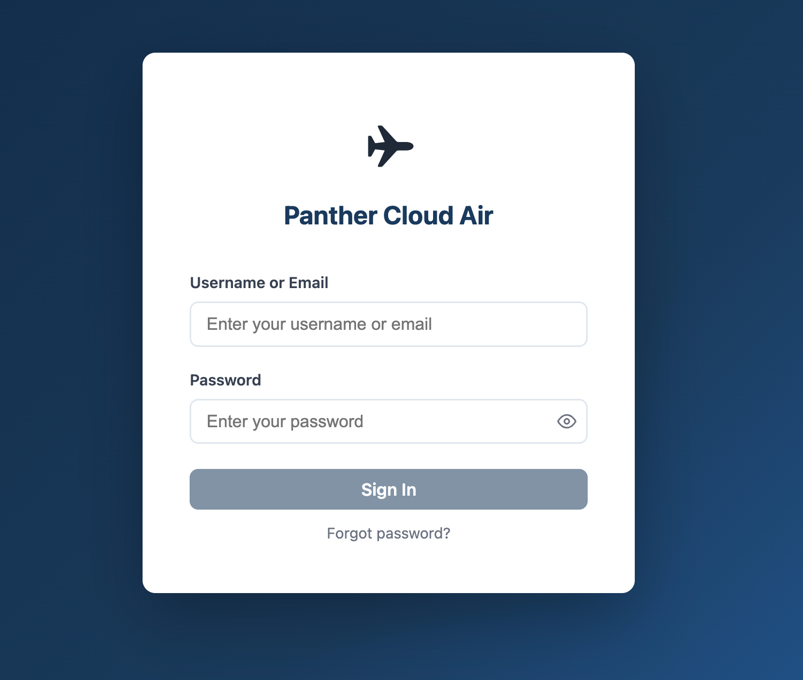 Panther Cloud Air
Username or Email
Enter your username or email
Password
Enter your password
Sign In
Forgot password?